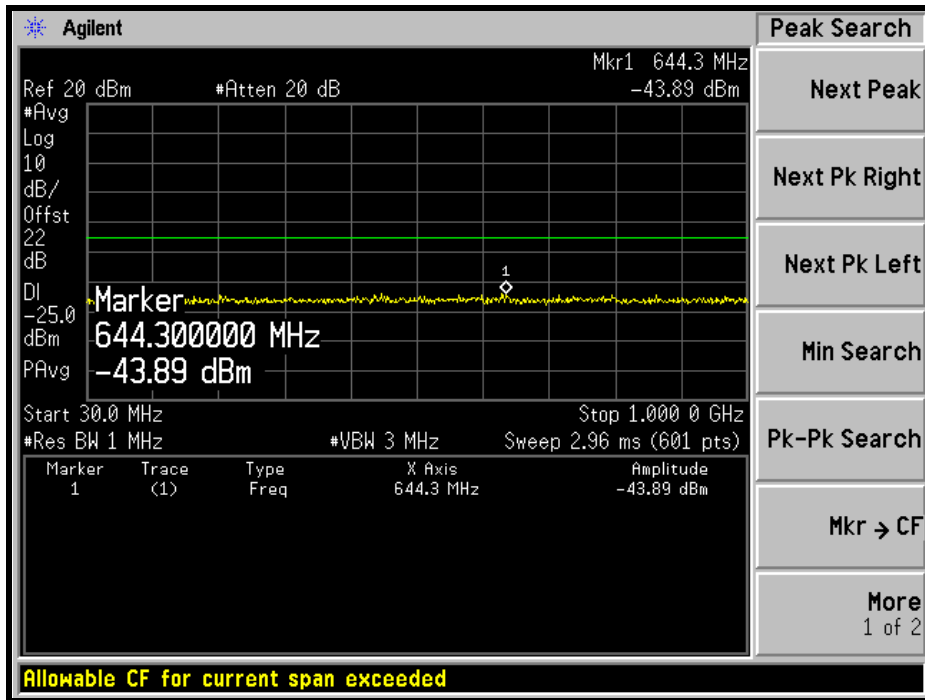 Agilent
Peak Search
Mkr1 644.3 MHz
Ref 20 dBm #Atten 20 dB -43.89 dBm
#Avg
Log
10
dB/
Offst
22
dB
DI
-25.0
dBm
PAvg
1
Marker
644.300000 MHz
-43.89 dBm
Start 30.0 MHz Stop 1.000 0 GHz
#Res BW 1 MHz #VBW 3 MHz Sweep 2.96 ms (601 pts)
Marker Trace Type X Axis Amplitude
1 (1) Freq 644.3 MHz -43.89 dBm
Next Peak
Next Pk Right
Next Pk Left
Min Search
Pk-Pk Search
Mkr → CF
More
1 of 2
Allowable CF for current span exceeded